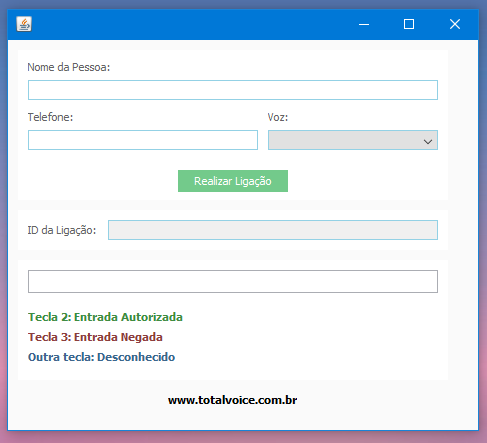 Nome da Pessoa:
Telefone:
Voz:
Realizar Ligação
ID da Ligação:
Tecla 2: Entrada Autorizada
Tecla 3: Entrada Negada
Outra tecla: Desconhecido
www.totalvoice.com.br